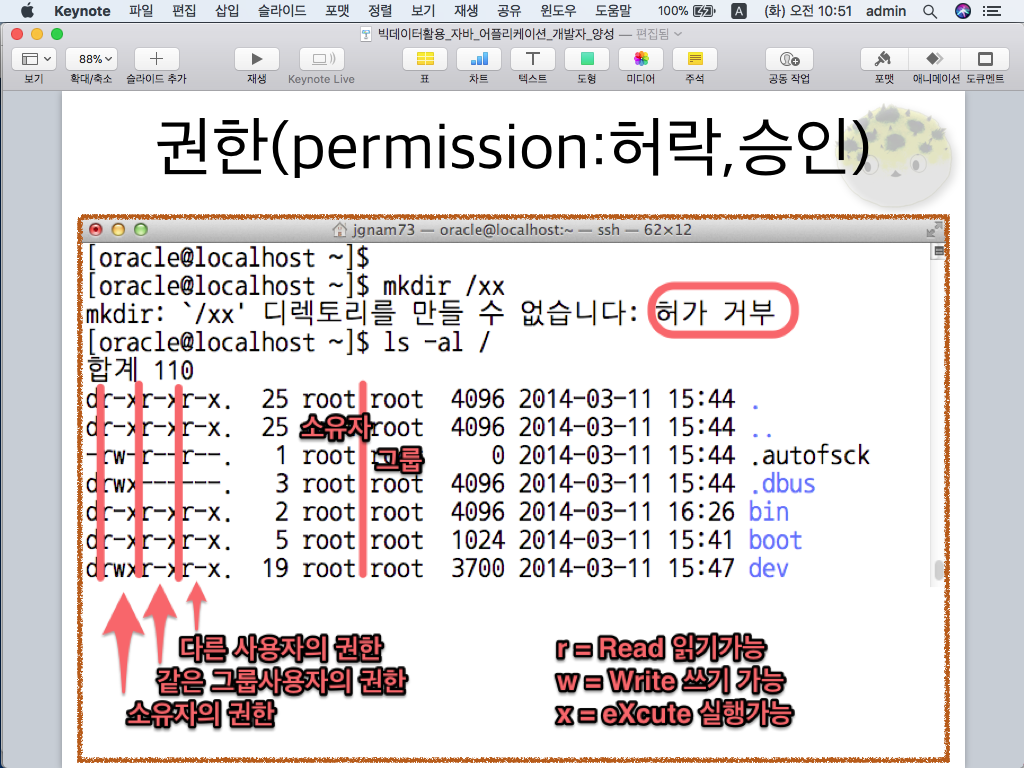 Keynote 파일 편집 삽입 슬라이드 포맷 정렬 보기 재생 공유 윈도우 도움말 100% A (화) 오전 10:51 admin
빅데이터활용_자바_어플리케이션_개발자_양성 — 편집됨
88%
보기 확대/축소 슬라이드 추가 재생 Keynote Live 표 차트 텍스트 도형 미디어 주석 공동 작업 포맷 애니메이션 도큐멘트
권한(permission:허락,승인)
jgnam73 — oracle@localhost:~ — ssh — 62×12
[oracle@localhost ~]$
[oracle@localhost ~]$ mkdir /xx
mkdir: `/xx' 디렉토리를 만들 수 없습니다: 허가 거부
[oracle@localhost ~]$ ls -al /
합계 110
dr-xr-xr-x. 25 root root 4096 2014-03-11 15:44 .
dr-xr-xr-x. 25 root root 4096 2014-03-11 15:44 ..
소유자
-rw-r--r--. 1 root root 0 2014-03-11 15:44 .autofsck
그룹
drwx------. 3 root root 4096 2014-03-11 15:44 .dbus
dr-xr-xr-x. 2 root root 4096 2014-03-11 16:26 bin
dr-xr-xr-x. 5 root root 1024 2014-03-11 15:41 boot
drwxr-xr-x. 19 root root 3700 2014-03-11 15:47 dev
다른 사용자의 권한
같은 그룹사용자의 권한
소유자의 권한
r = Read 읽기가능
w = Write 쓰기 가능
x = eXcute 실행가능